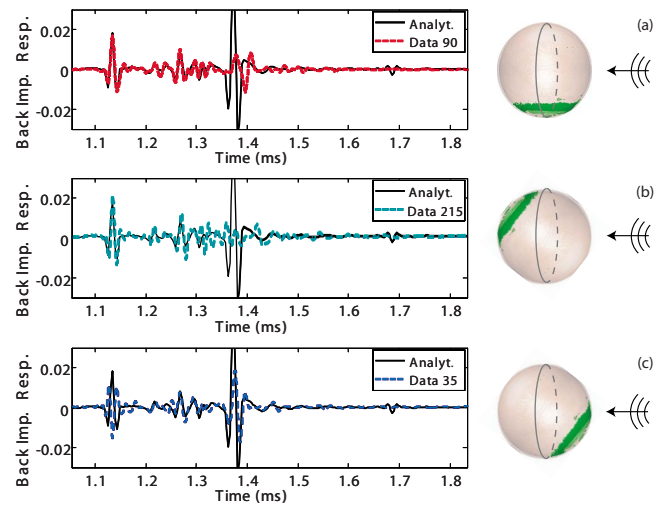 Back Imp. Resp.
0.02
0
-0.02
Analyt.
Data 90
1.1 1.2 1.3 1.4 1.5 1.6 1.7 1.8
Time (ms)
(a)
Back Imp. Resp.
0.02
0
-0.02
Analyt.
Data 215
1.1 1.2 1.3 1.4 1.5 1.6 1.7 1.8
Time (ms)
(b)
Back Imp. Resp.
0.02
0
-0.02
Analyt.
Data 35
1.1 1.2 1.3 1.4 1.5 1.6 1.7 1.8
Time (ms)
(c)